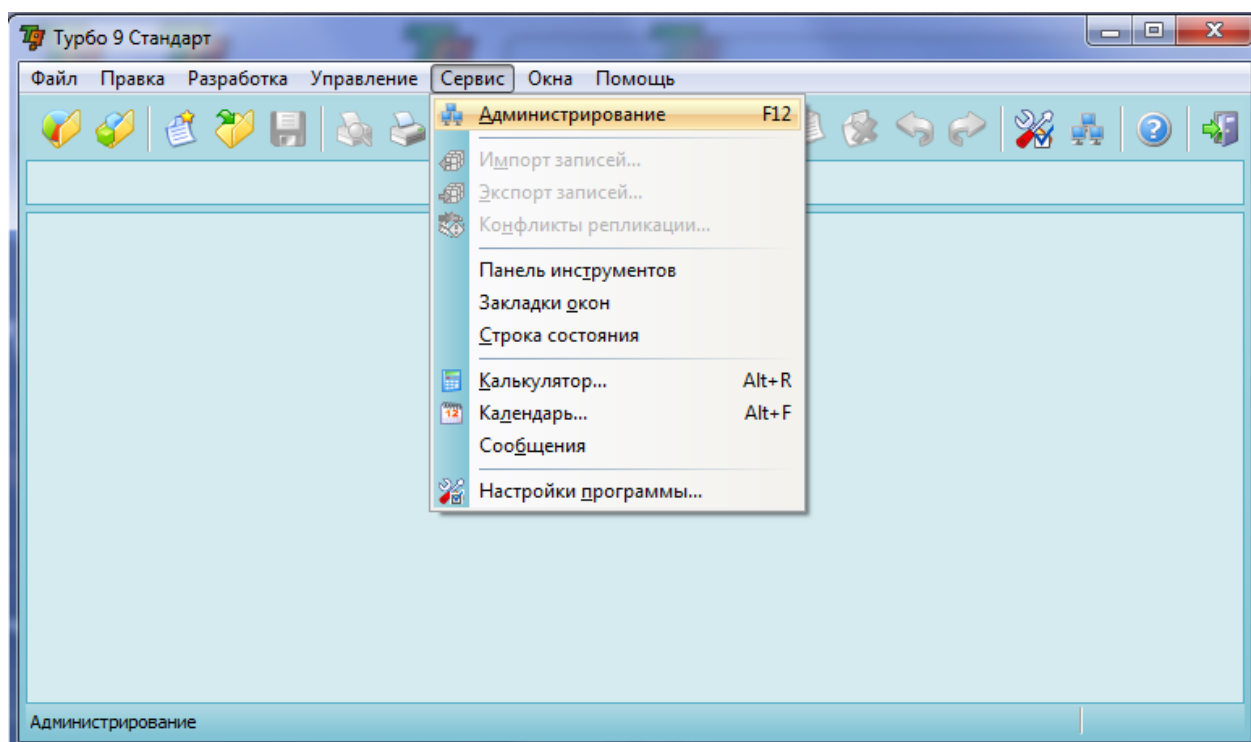 Турбо 9 Стандарт
Файл Правка Разработка Управление Сервис Окна Помощь
Администрирование F12
Импорт записей...
Экспорт записей...
Конфликты репликации...
Панель инструментов
Закладки окон
Строка состояния
Калькулятор... Alt+R
Календарь... Alt+F
Сообщения
Настройки программы...
Администрирование